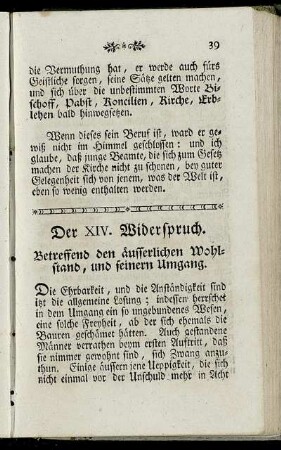 39
die Vermuthung hat, er werde auch fürs
Geistliche sorgen, seine Sätze gelten machen,
und sich über die unbestimmten Worte Bi-
schoff, Pabst, Koncilien, Kirche, Erb-
lehen bald hinwegsetzen.
Wenn dieses sein Beruf ist, ward er ge-
wiß nicht im Himmel geschlossen: und ich
glaube, daß junge Beamte, die sich zum Gesetz
machen der Kirche nicht zu schonen, bey guter
Gelegenheit sich von jenem, was der Welt ist,
eben so wenig enthalten werden.
Der XIV. Widerspruch.
Betreffend den äusserlichen Wohl-
stand, und feinern Umgang.
Die Ehrbarkeit, und die Anständigkeit sind
itzt die allgemeine Losung; indessen herrschet
in dem Umgang ein so ungebundenes Wesen,
eine solche Freyheit, ab der sich ehemals die
Bauren geschämet hätten. Auch gestandene
Männer verrathen beym ersten Auftritt, daß
sie nimmer gewohnt sind, sich Zwang anzu-
thun. Einige äussern jene Ueppigkeit, die sich
nicht einmal vor der Unschuld mehr in Acht